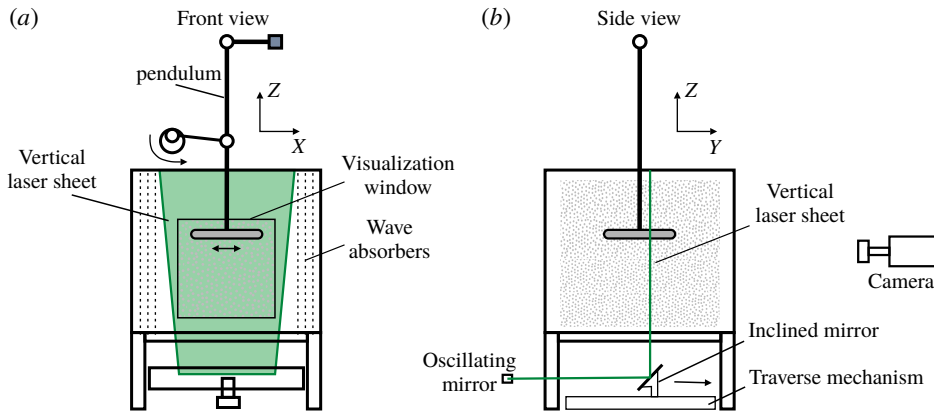 (a)
Front view
pendulum
Z
X
Vertical
laser sheet
Visualization
window
Wave
absorbers
(b)
Side view
Z
Y
Vertical
laser sheet
Camera
Inclined mirror
Oscillating
mirror
Traverse mechanism